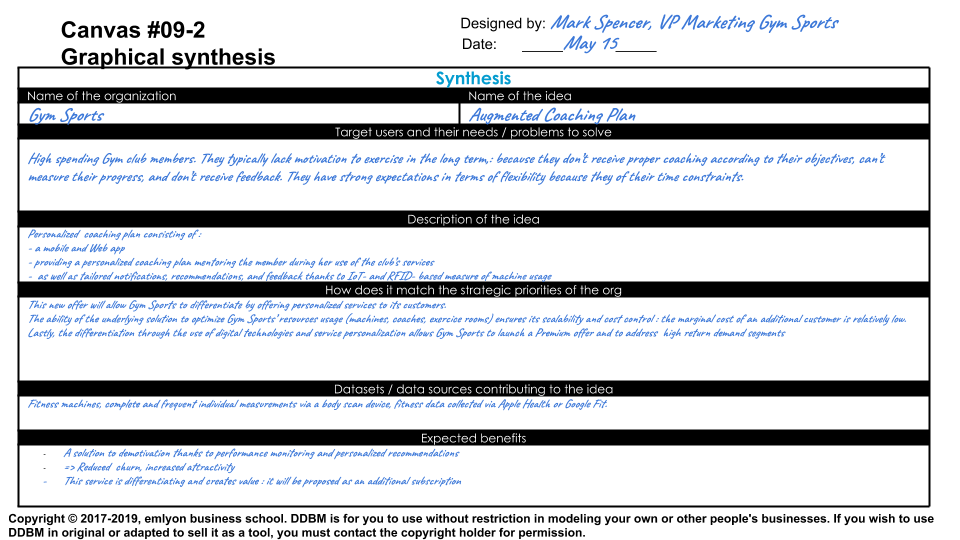 Canvas #09-2
Graphical synthesis
Designed by: Mark Spencer, VP Marketing Gym Sports
Date: _____May 15_____
Synthesis
Name of the organization
Name of the idea
Gym Sports
Augmented Coaching Plan
Target users and their needs / problems to solve
High spending Gym club members. They typically lack motivation to exercise in the long term,: because they don't receive proper coaching according to their objectives, can't
measure their progress, and don't receive feedback. They have strong expectations in terms of flexibility because they of their time constraints.
Description of the idea
Personalized coaching plan consisting of :
- a mobile and Web app
- providing a personalized coaching plan mentoring the member during her use of the club's services
- as well as tailored notifications, recommendations, and feedback thanks to IoT- and RFID- based measure of machine usage
How does it match the strategic priorities of the org
This new offer will allow Gym Sports to differentiate by offering personalized services to its customers.
The ability of the underlying solution to optimize Gym Sports' resources usage (machines, coaches, exercice rooms) ensures its scalability and cost control : the marginal cost of an additional customer is relatively low.
Lastly, the differentiation through the use of digital technologies and service personalization allows Gym Sports to launch a Premium offer and to address high return demand segments
Datasets / data sources contributing to the idea
Fitness machines, complete and frequent individual measurements via a body scan device, fitness data collected via Apple Health or Google Fit.
Expected benefits
- A solution to demotivation thanks to performance monitoring and personalized recommendations
- => Reduced churn, increased attractivity
- This service is differentiating and creates value : it will be proposed as an additional subscription
Copyright © 2017-2019, emlyon business school. DDBM is for you to use without restriction in modeling your own or other people's businesses. If you wish to use
DDBM in original or adapted to sell it as a tool, you must contact the copyright holder for permission.